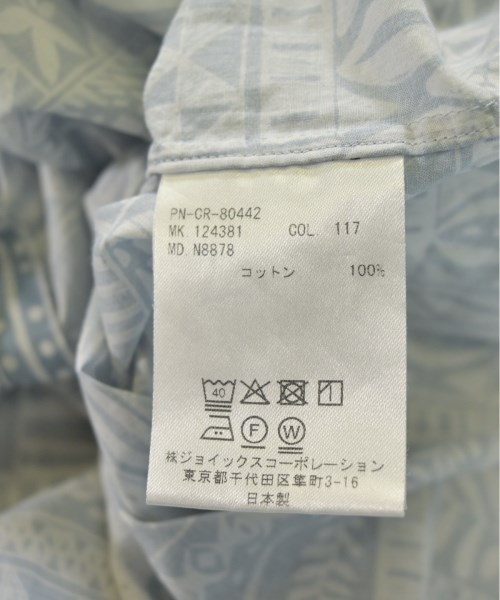 PN-CR-80442
MK. 124381 COL. 117
MD. N8878
コットン 100%
40
F W
㈱ジョイックスコーポレーション
東京都千代田区隼町3-16
日本製